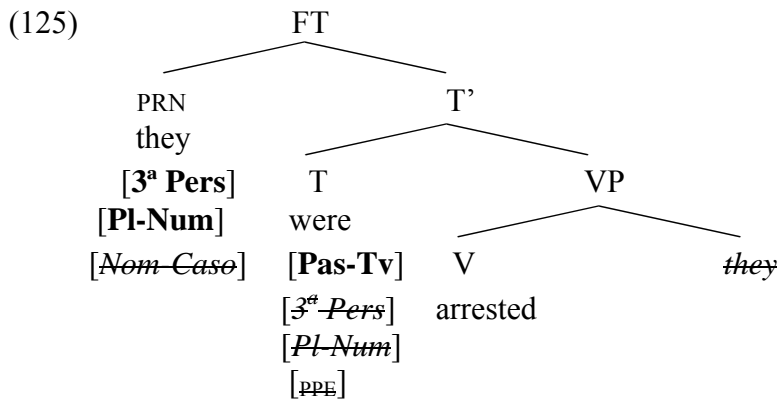 (125) FT
PRN T’
they
[3ª Pers] T VP
[Pl-Num] were
[Nom-Caso] [Pas-Tv] V they
[3ª Pers] arrested
[Pl-Num]
[PPE]